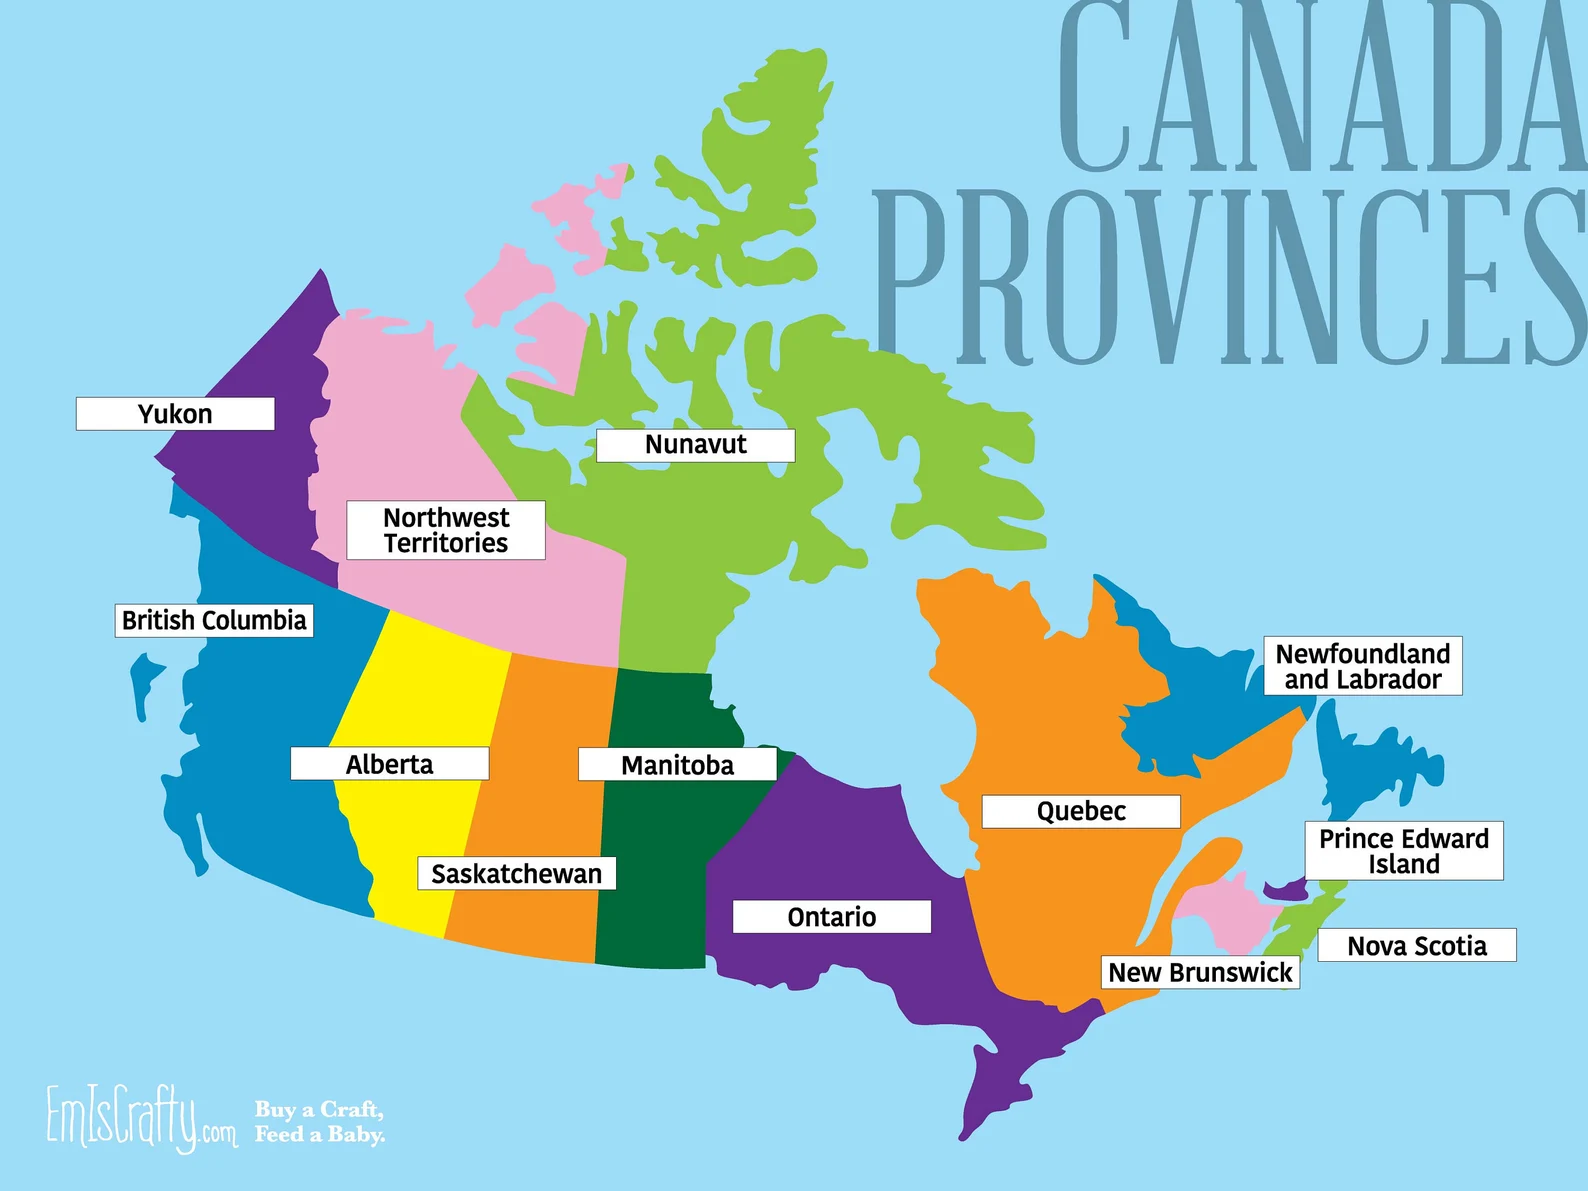 CANADA
PROVINCES
Yukon
Nunavut
Northwest
Territories
British Columbia
Newfoundland
and Labrador
Alberta
Manitoba
Quebec
Prince Edward
Island
Saskatchewan
Ontario
Nova Scotia
New Brunswick
EmIsCrafty.com
Buy a Craft,
Feed a Baby.